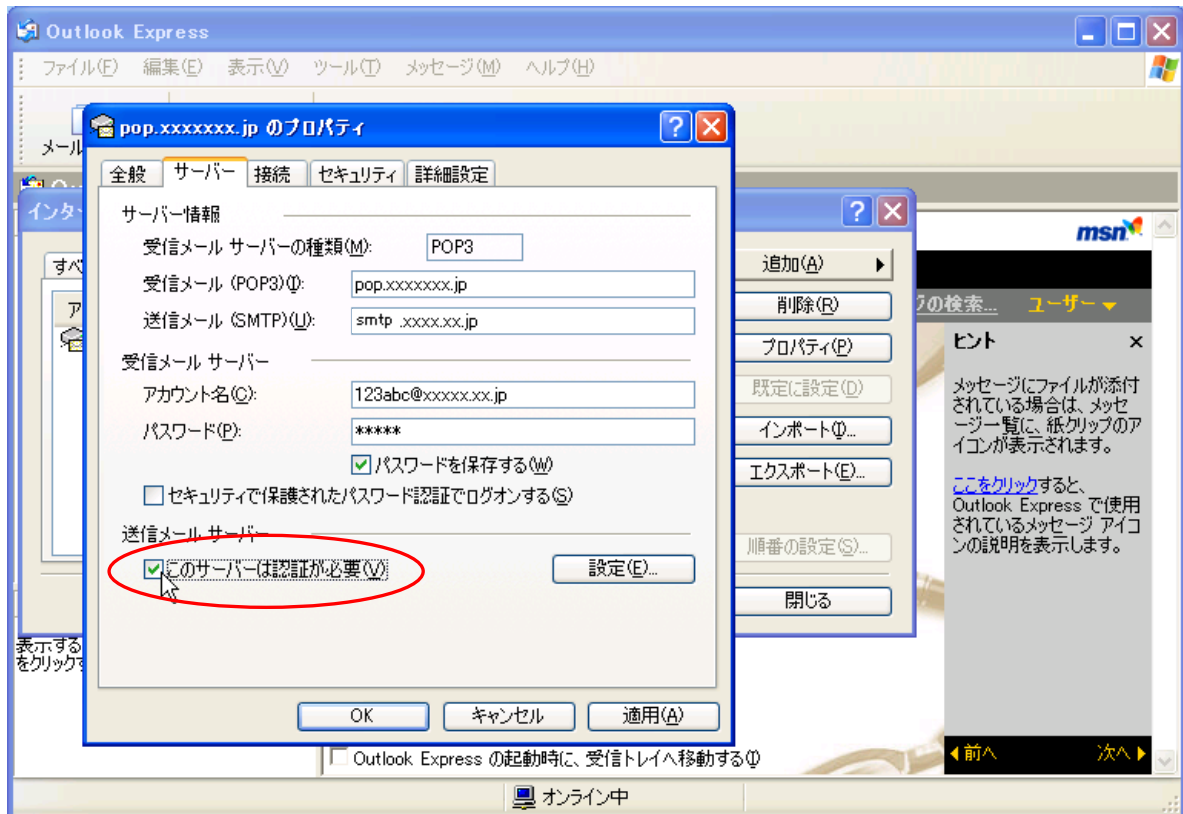 Outlook Express
ファイル(F) 編集(E) 表示(V) ツール(T) メッセージ(M) ヘルプ(H)
メール
pop.xxxxxxx.jp のプロパティ
全般 サーバー 接続 セキュリティ 詳細設定
サーバー情報
受信メール サーバーの種類(M): POP3
受信メール (POP3)(I): pop.xxxxxxx.jp
送信メール (SMTP)(U): smtp .xxxx.xx.jp
受信メール サーバー
アカウント名(C): 123abc@xxxxx.xx.jp
パスワード(P): *****
パスワードを保存する(W)
セキュリティで保護されたパスワード認証でログオンする(S)
送信メール サーバー
このサーバーは認証が必要(V) 設定(E)...
OK キャンセル 適用(A)
インター
すべ
ア
追加(A)
削除(R)
プロパティ(P)
既定に設定(D)
インポート(I)...
エクスポート(E)...
順番の設定(S)...
閉じる
msn
ジの検索... ユーザー
ヒント ×
メッセージにファイルが添付
されている場合は、メッセ
ージ一覧に、紙クリップのア
イコンが表示されます。
ここをクリックすると、
Outlook Express で使用
されているメッセージ アイコ
ンの説明を表示します。
前へ 次へ
表示する
をクリックす
Outlook Express の起動時に、受信トレイへ移動する(I)
オンライン中